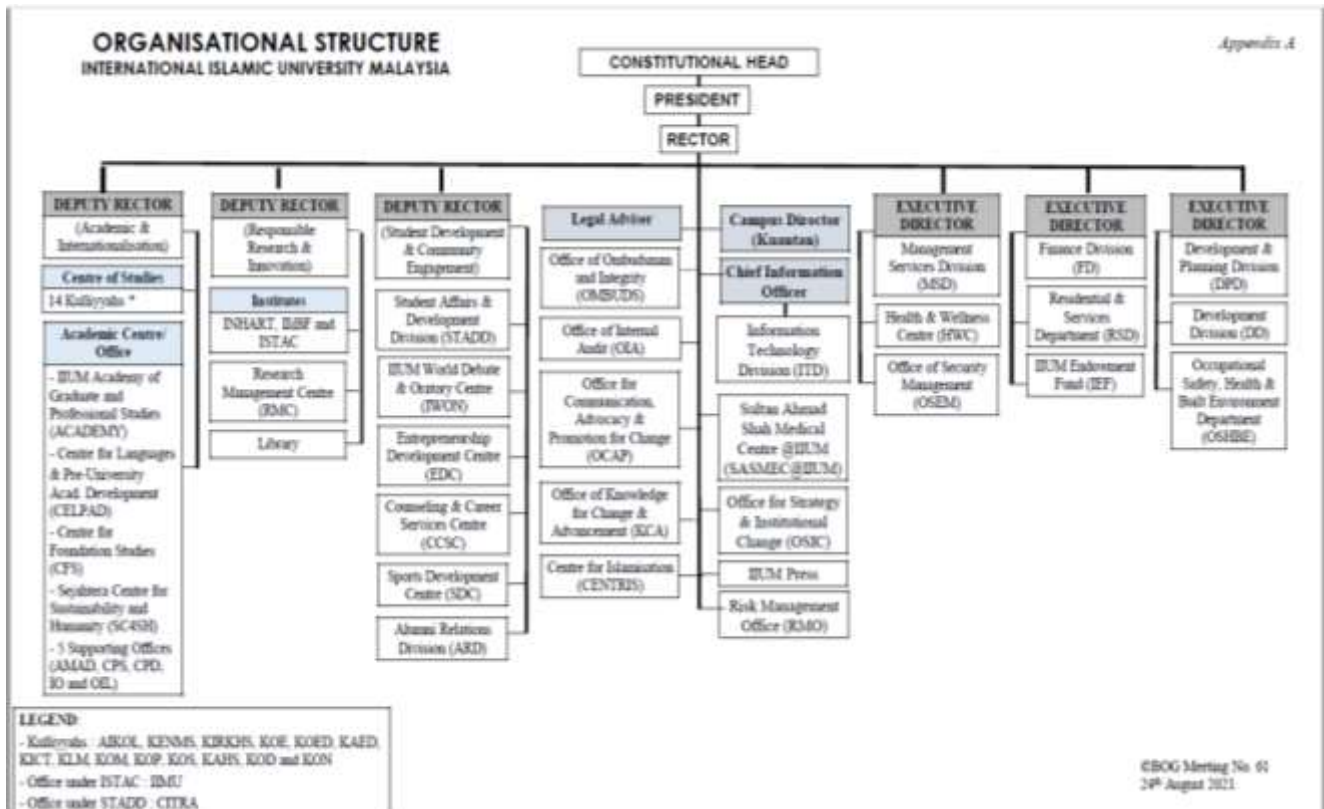 ORGANISATIONAL STRUCTURE
INTERNATIONAL ISLAMIC UNIVERSITY MALAYSIA
Appendix A
CONSTITUTIONAL HEAD
PRESIDENT
RECTOR
DEPUTY RECTOR
(Academic &
Internationalisation)
Centre of Studies
14 Kulliyyahs *
Academic Centre/
Office
- IIUM Academy of
Graduate and
Professional Studies
(ACADEMY)
- Centre for Languages
& Pre-University
Acad. Development
(CELPAD)
- Centre for
Foundation Studies
(CFS)
- Sejahtera Centre for
Sustainability and
Humanity (SC4SH)
- 5 Supporting Offices
(AMAD, CPS, CPD,
IO and OIL)
DEPUTY RECTOR
(Responsible
Research &
Innovation)
Institutes
INHART, IIiBF and
ISTAC
Research
Management Centre
(RMC)
Library
DEPUTY RECTOR
(Student Development
& Community
Engagement)
Student Affairs &
Development
Division (STADD)
IIUM World Debate
& Oratory Centre
(IWON)
Entrepreneurship
Development Centre
(EDC)
Counseling & Career
Services Centre
(CCSC)
Sports Development
Centre (SDC)
Alumni Relations
Division (ARD)
Legal Adviser
Office of Ombudsman
and Integrity
(OMBUDS)
Office of Internal
Audit (OIA)
Office for
Communication,
Advocacy &
Promotion for Change
(OCAP)
Office of Knowledge
for Change &
Advancement (KCA)
Centre for Islamisation
(CENTRIS)
Campus Director
(Kuantan)
Chief Information
Officer
Information
Technology
Division (ITD)
Sultan Ahmad
Shah Medical
Centre @IIUM
(SASMEC@IIUM)
Office for Strategy
& Institutional
Change (OSIC)
IIUM Press
Risk Management
Office (RMO)
EXECUTIVE
DIRECTOR
Management
Services Division
(MSD)
Health & Wellness
Centre (HWC)
Office of Security
Management
(OSEM)
EXECUTIVE
DIRECTOR
Finance Division
(FD)
Residential &
Services
Department (RSD)
IIUM Endowment
Fund (IEF)
EXECUTIVE
DIRECTOR
Development &
Planning Division
(DPD)
Development
Division (DD)
Occupational
Safety, Health &
Built Environment
Department
(OSHBE)
LEGEND:
- Kulliyyahs : AIKOL, KENMS, KIRKHS, KOE, KOED, KAED,
KICT, KLM, KOM, KOP, KOS, KAHS, KOD and KON
- Office under ISTAC : IIMU
- Office under STADD : CITRA
©BOG Meeting No. 61
24th August 2021